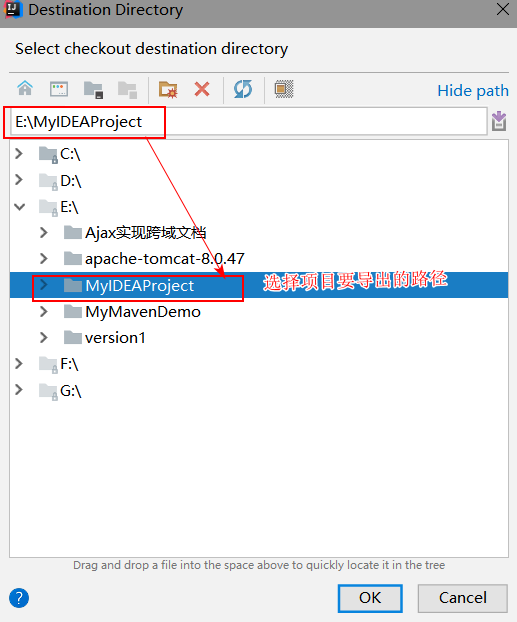 Destination Directory
Select checkout destination directory
Hide path
E:\MyIDEAProject
C:\
D:\
E:\
Ajax实现跨域文档
apache-tomcat-8.0.47
MyIDEAProject
选择项目要导出的路径
MyMavenDemo
version1
F:\
G:\
Drag and drop a file into the space above to quickly locate it in the tree
?
OK
Cancel